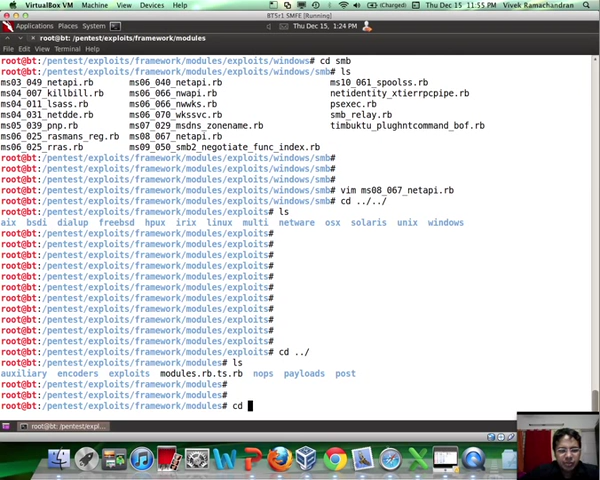 VirtualBox VM Machine Devices Help (Charged) Thu Dec 15 11:55 PM Vivek Ramachandran
BT5r1 SMFE [Running]
Applications Places System Thu Dec 15, 1:24 PM
root@bt: /pentest/exploits/framework/modules
File Edit View Terminal Help
root@bt:/pentest/exploits/framework/modules/exploits/windows# cd smb
root@bt:/pentest/exploits/framework/modules/exploits/windows/smb# ls
ms03_049_netapi.rb ms06_040_netapi.rb ms10_061_spoolss.rb
ms04_007_killbill.rb ms06_066_nwapi.rb netidentity_xtierrpcpipe.rb
ms04_011_lsass.rb ms06_066_nwwks.rb psexec.rb
ms04_031_netdde.rb ms06_070_wkssvc.rb smb_relay.rb
ms05_039_pnp.rb ms07_029_msdns_zonename.rb timbuktu_plughntcommand_bof.rb
ms06_025_rasmans_reg.rb ms08_067_netapi.rb
ms06_025_rras.rb ms09_050_smb2_negotiate_func_index.rb
root@bt:/pentest/exploits/framework/modules/exploits/windows/smb#
root@bt:/pentest/exploits/framework/modules/exploits/windows/smb#
root@bt:/pentest/exploits/framework/modules/exploits/windows/smb#
root@bt:/pentest/exploits/framework/modules/exploits/windows/smb# vim ms08_067_netapi.rb
root@bt:/pentest/exploits/framework/modules/exploits/windows/smb# cd ../../
root@bt:/pentest/exploits/framework/modules/exploits# ls
aix bsdi dialup freebsd hpux irix linux multi netware osx solaris unix windows
root@bt:/pentest/exploits/framework/modules/exploits#
root@bt:/pentest/exploits/framework/modules/exploits#
root@bt:/pentest/exploits/framework/modules/exploits#
root@bt:/pentest/exploits/framework/modules/exploits#
root@bt:/pentest/exploits/framework/modules/exploits#
root@bt:/pentest/exploits/framework/modules/exploits#
root@bt:/pentest/exploits/framework/modules/exploits#
root@bt:/pentest/exploits/framework/modules/exploits#
root@bt:/pentest/exploits/framework/modules/exploits#
root@bt:/pentest/exploits/framework/modules/exploits#
root@bt:/pentest/exploits/framework/modules/exploits#
root@bt:/pentest/exploits/framework/modules/exploits# cd ../
root@bt:/pentest/exploits/framework/modules# ls
auxiliary encoders exploits modules.rb.ts.rb nops payloads post
root@bt:/pentest/exploits/framework/modules#
root@bt:/pentest/exploits/framework/modules#
root@bt:/pentest/exploits/framework/modules# cd
root@bt: /pentest/expl...